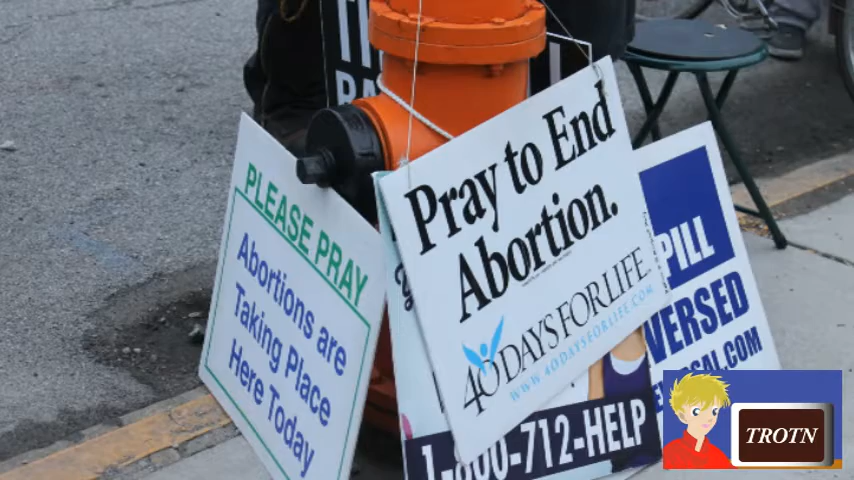 PLEASE PRAY
Abortions are
Taking Place
Here Today
Pray to End
Abortion.
40 DAYS FOR LIFE
WWW.40DAYSFORLIFE.COM
1-800-712-HELP
PILL
VERSED
SAL.COM
TROTN